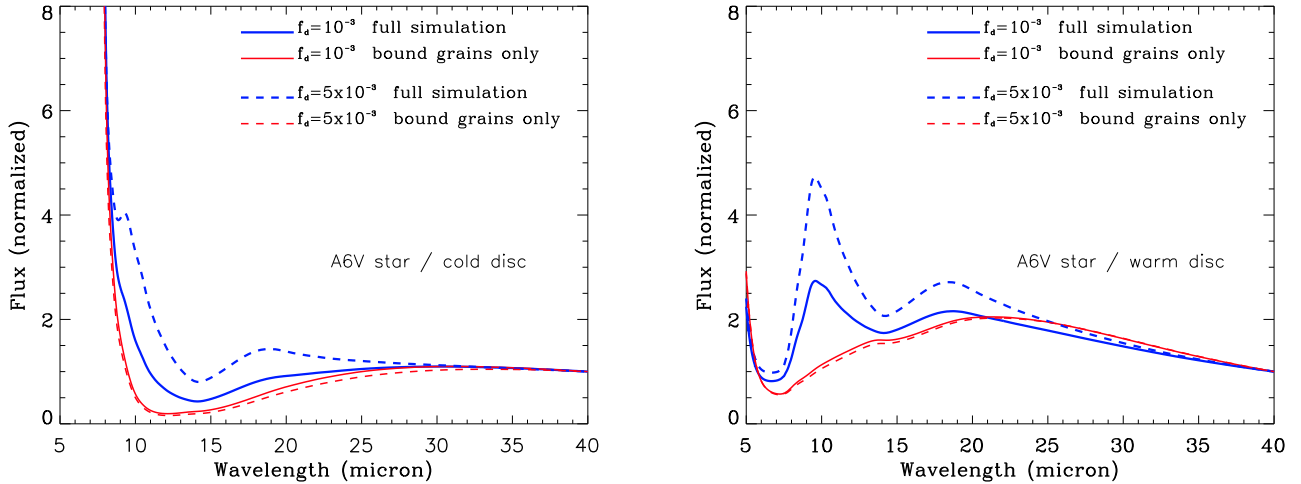 f_d=10^-3 full simulation
f_d=10^-3 bound grains only
f_d=5x10^-3 full simulation
f_d=5x10^-3 bound grains only
A6V star / cold disc
Flux (normalized)
8
6
4
2
0
5 10 15 20 25 30 35 40
Wavelength (micron)
f_d=10^-3 full simulation
f_d=10^-3 bound grains only
f_d=5x10^-3 full simulation
f_d=5x10^-3 bound grains only
A6V star / warm disc
Flux (normalized)
8
6
4
2
0
5 10 15 20 25 30 35 40
Wavelength (micron)